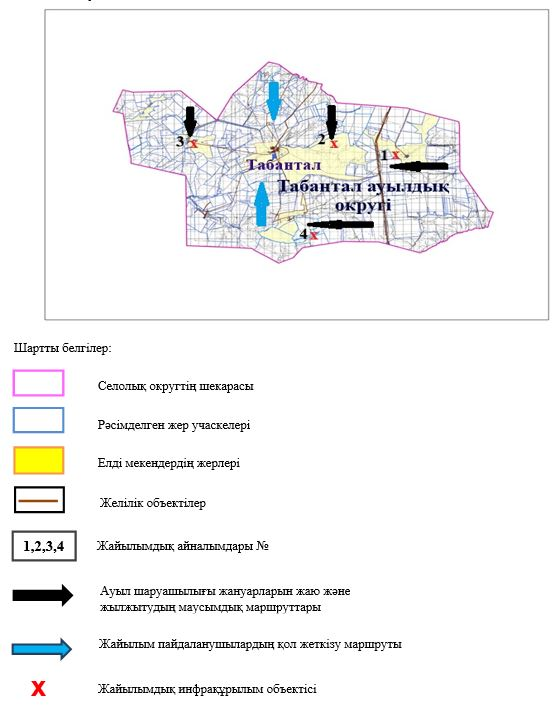 3 x
2 x
1 x
Табантал
Табантал ауылдық
округі
4 x
Шартты белгілер:
Селолық округтің шекарасы
Рәсімделген жер учаскелері
Елді мекендердің жерлері
Желілік объектілер
1,2,3,4 Жайылымдық айналымдары №
Ауыл шаруашылығы жануарларын жаю және
жылжытудың маусымдық маршруттары
Жайылым пайдаланушылардың қол жеткізу маршруты
X Жайылымдық инфрақұрылым объектісі